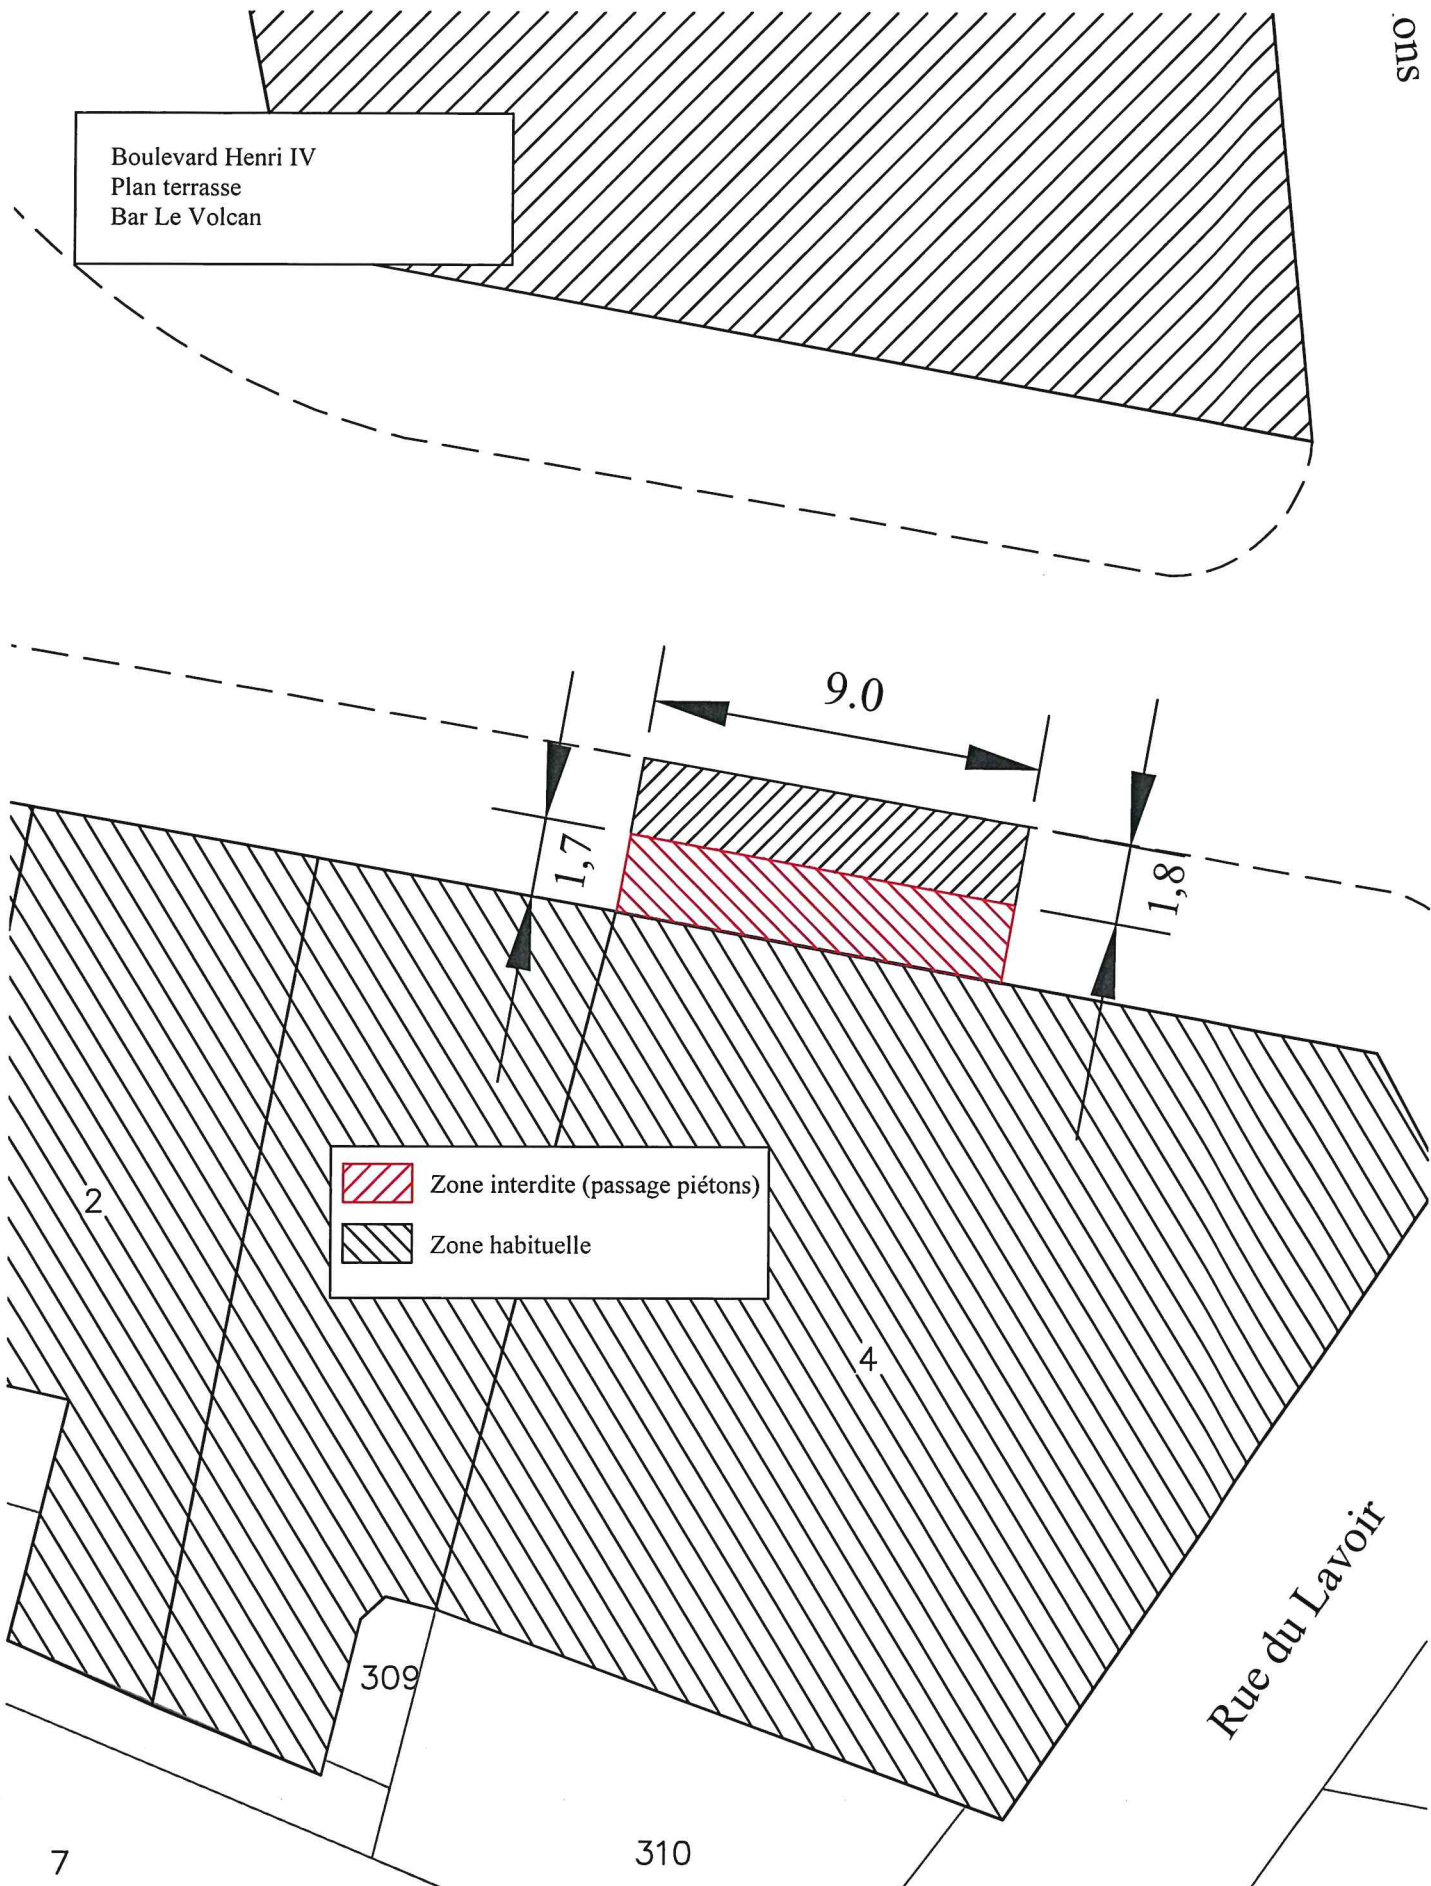 ons
Boulevard Henri IV
Plan terrasse
Bar Le Volcan
9.0
1,7
1,8
Zone interdite (passage piétons)
Zone habituelle
2
4
Rue du Lavoir
309
310
7